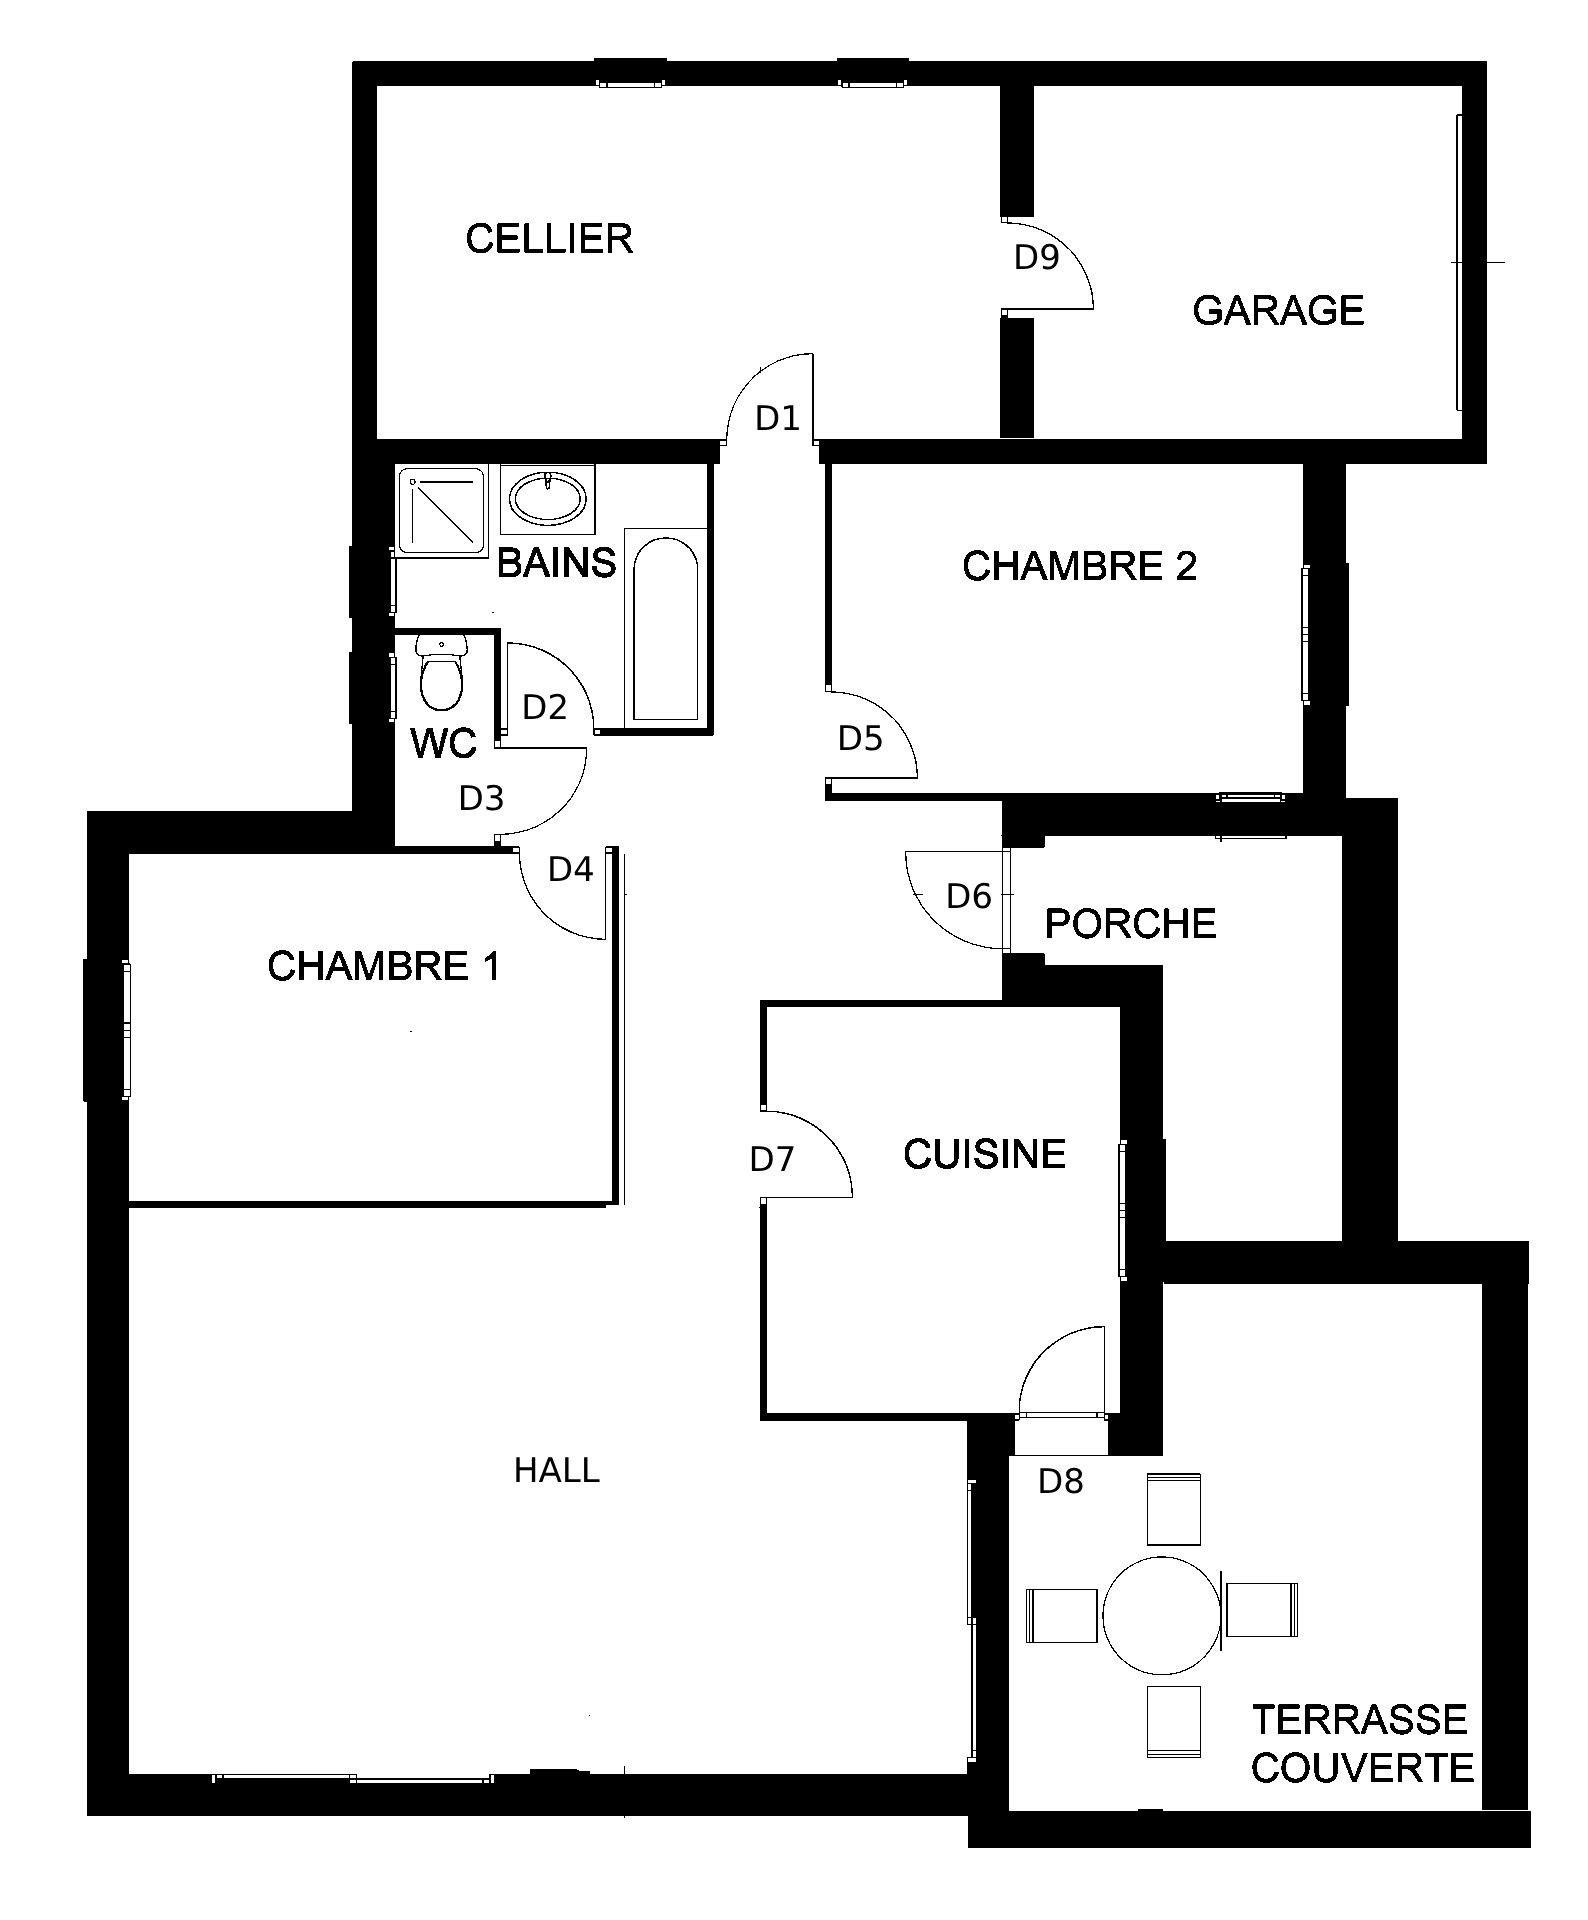 CELLIER
D9
GARAGE
D1
BAINS
CHAMBRE 2
D2
WC
D5
D3
D4
D6
PORCHE
CHAMBRE 1
D7
CUISINE
HALL
D8
TERRASSE
COUVERTE